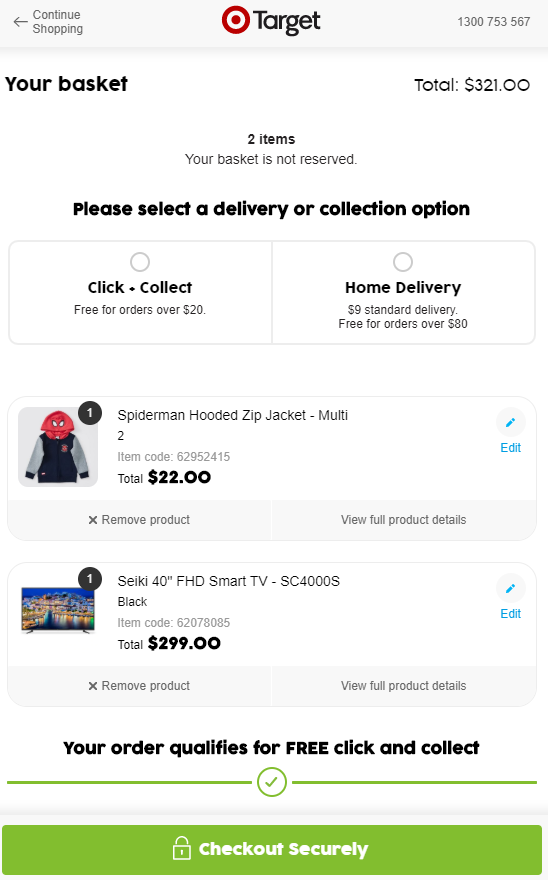 Continue
Shopping
Target
1300 753 567
Your basket
Total: $321.00
2 items
Your basket is not reserved.
Please select a delivery or collection option
Click + Collect
Free for orders over $20.
Home Delivery
$9 standard delivery.
Free for orders over $80
1
Spiderman Hooded Zip Jacket - Multi
2
Item code: 62952415
Total $22.00
Edit
Remove product
View full product details
1
Seiki 40" FHD Smart TV - SC4000S
Black
Item code: 62078085
Total $299.00
Edit
Remove product
View full product details
Your order qualifies for FREE click and collect
Checkout Securely